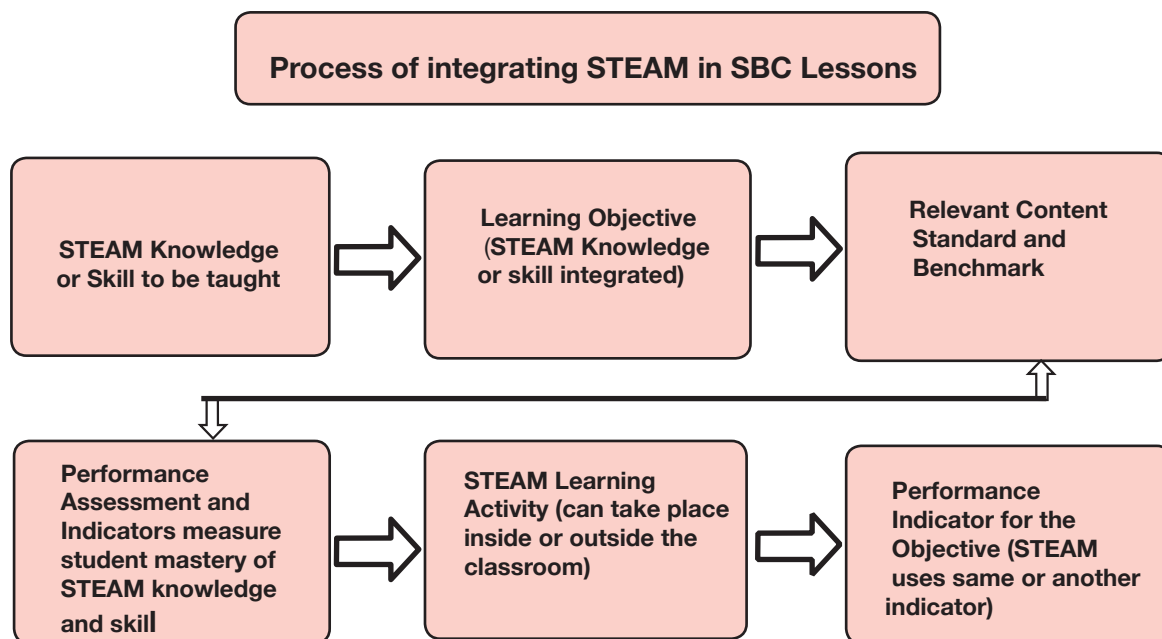 Process of integrating STEAM in SBC Lessons
STEAM Knowledge
or Skill to be taught
Learning Objective
(STEAM Knowledge
or skill integrated)
Relevant Content
Standard and
Benchmark
Performance
Assessment and
Indicators measure
student mastery of
STEAM knowledge
and skill
STEAM Learning
Activity (can take place
inside or outside the
classroom)
Performance
Indicator for the
Objective (STEAM
uses same or another
indicator)